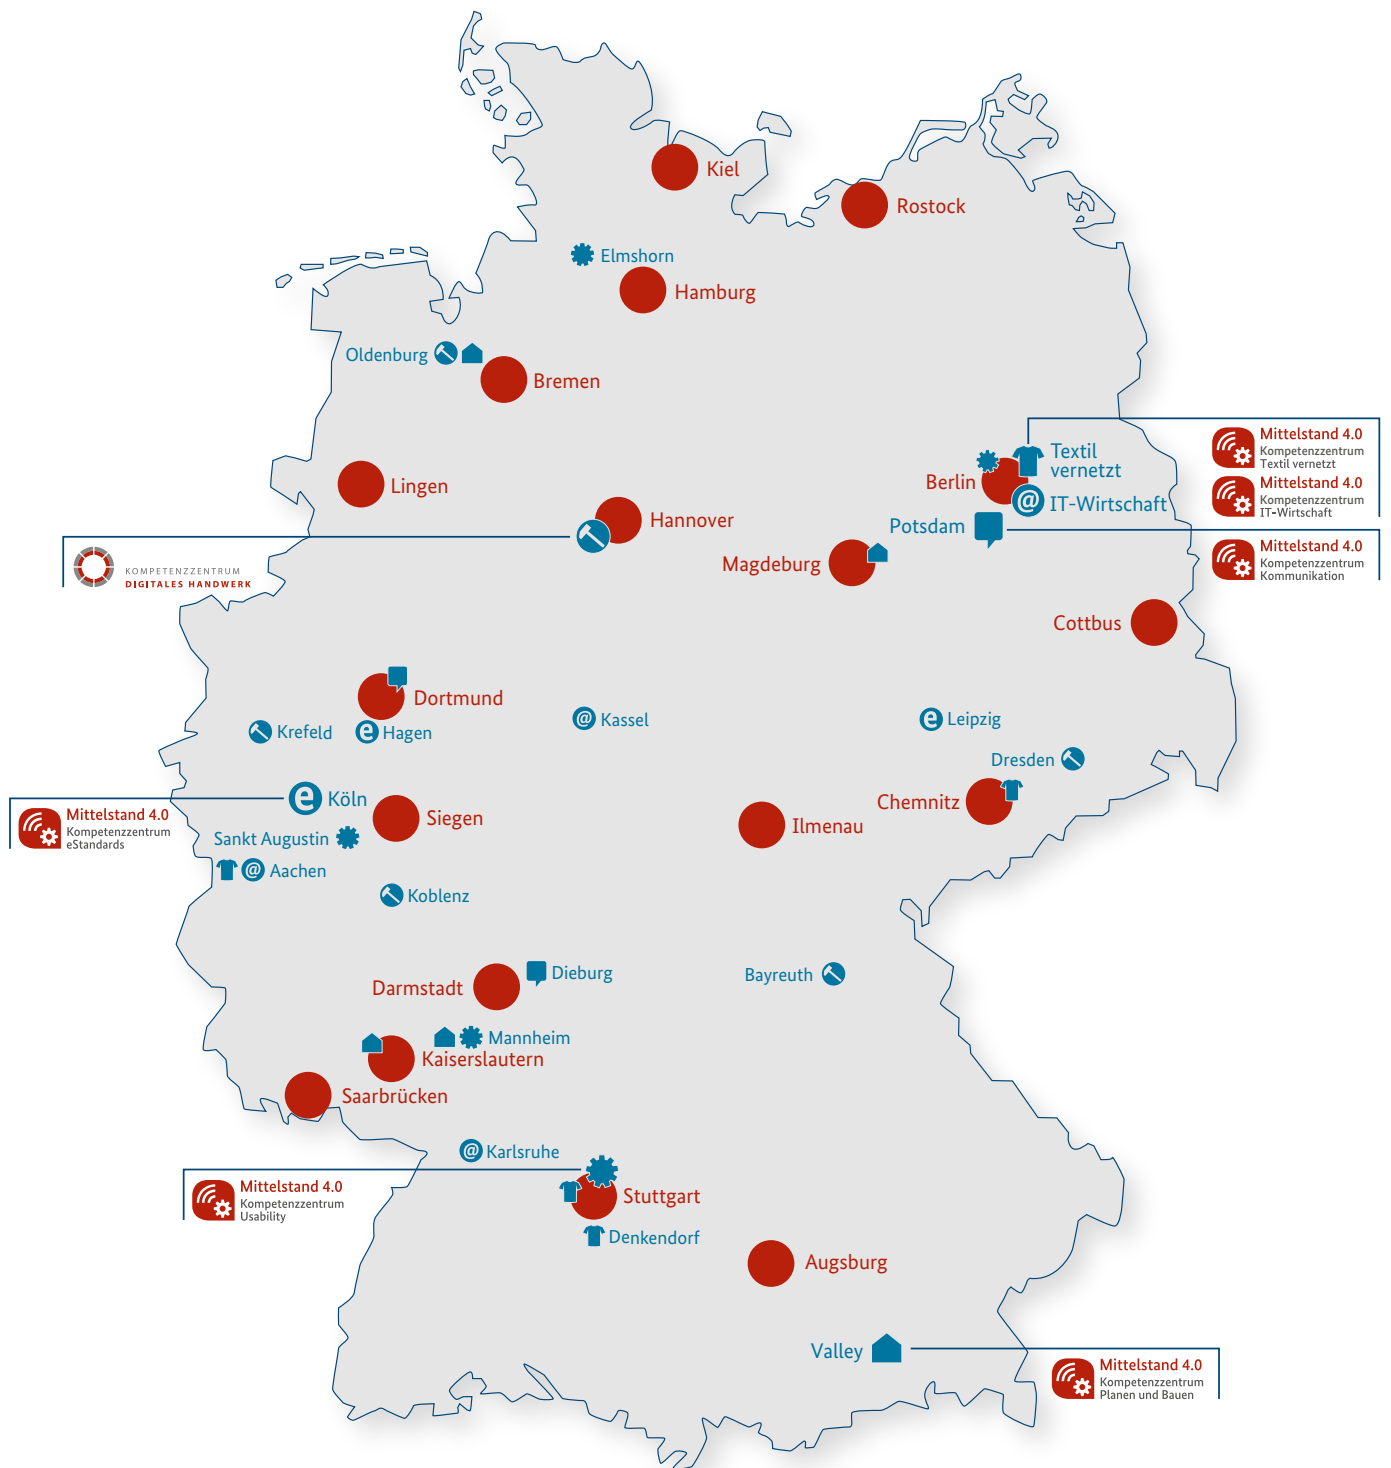 Kiel
Rostock
Elmshorn
Hamburg
Oldenburg
Bremen
Lingen
Hannover
Berlin
Textil
vernetzt
@ IT-Wirtschaft
Potsdam
Magdeburg
Cottbus
Mittelstand 4.0
Kompetenzzentrum
Textil vernetzt
Mittelstand 4.0
Kompetenzzentrum
IT-Wirtschaft
Mittelstand 4.0
Kompetenzzentrum
Kommunikation
KOMPETENZZENTRUM
DIGITALES HANDWERK
Dortmund
Krefeld
e Hagen
@ Kassel
e Leipzig
Dresden
Chemnitz
e Köln
Siegen
Ilmenau
Mittelstand 4.0
Kompetenzzentrum
eStandards
Sankt Augustin
@ Aachen
Koblenz
Darmstadt
Dieburg
Bayreuth
Mannheim
Kaiserslautern
Saarbrücken
@ Karlsruhe
Stuttgart
Mittelstand 4.0
Kompetenzzentrum
Usability
Denkendorf
Augsburg
Valley
Mittelstand 4.0
Kompetenzzentrum
Planen und Bauen